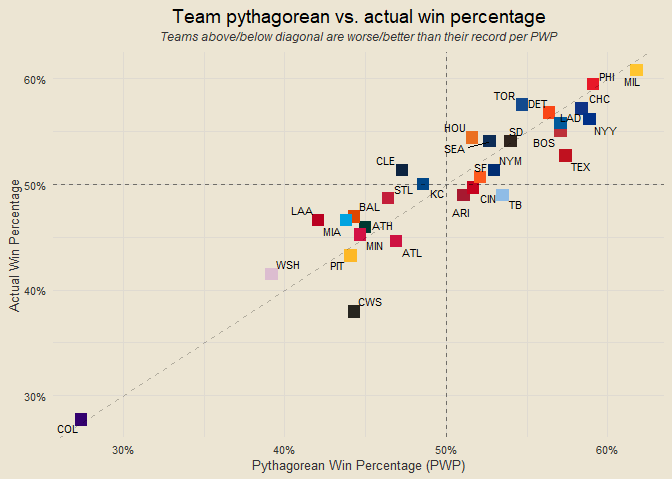 Team pythagorean vs. actual win percentage
Teams above/below diagonal are worse/better than their record per PWP
60%
PHI
MIL
TOR
DET
CHC
HOU
SD
LAD
NYY
SEA
BOS
CLE
SF
NYM
TEX
50%
STL
KC
CIN
TB
LAA
BAL
ARI
MIA
ATH
MIN
ATL
WSH
PIT
40%
CWS
30%
COL
Actual Win Percentage
30%
40%
50%
60%
Pythagorean Win Percentage (PWP)